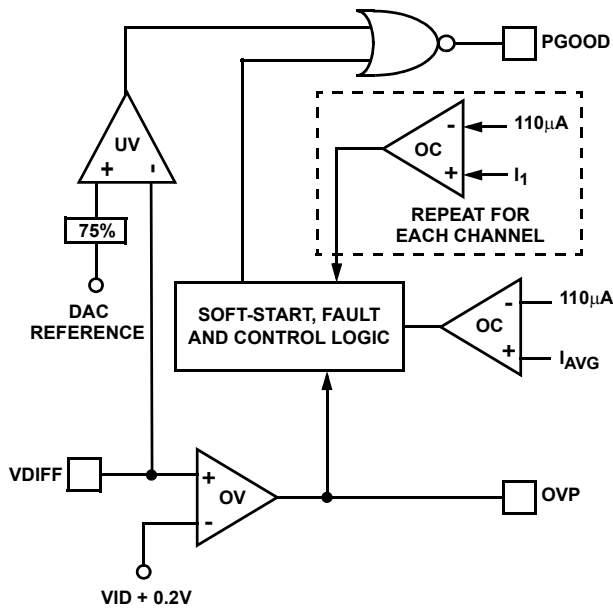 PGOOD
UV
+ -
75%
DAC
REFERENCE
- 110μA
OC
+ I1
REPEAT FOR
EACH CHANNEL
SOFT-START, FAULT
AND CONTROL LOGIC
- 110μA
OC
+ IAVG
VDIFF
+
OV
-
OVP
VID + 0.2V